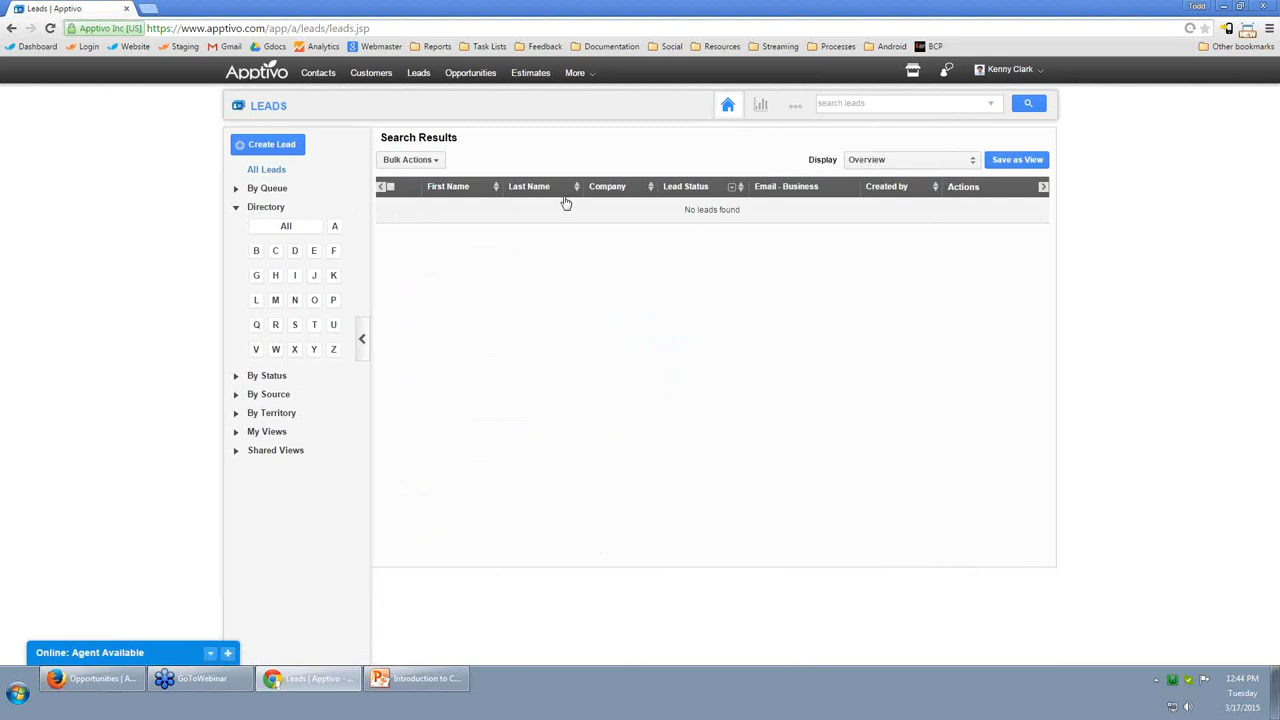 Leads | Apptivo
Todd
Apptivo Inc [US] https://www.apptivo.com/app/a/leads/leads.jsp
Dashboard Login Website Staging Gmail Gdocs Analytics Webmaster Reports Task Lists Feedback Documentation Social Resources Streaming Processes Android BCP Other bookmarks
NEW
Apptivo Contacts Customers Leads Opportunities Estimates More Kenny Clark
LEADS
search leads
Create Lead
All Leads
By Queue
Directory
All A
B C D E F
G H I J K
L M N O P
Q R S T U
V W X Y Z
By Status
By Source
By Territory
My Views
Shared Views
Search Results
Bulk Actions Display Overview Save as View
First Name Last Name Company Lead Status Email - Business Created by Actions
No leads found
Online: Agent Available
Opportunities | A... GoToWebinar Leads | Apptivo - ... Introduction to C...
12:44 PM
Tuesday
3/17/2015